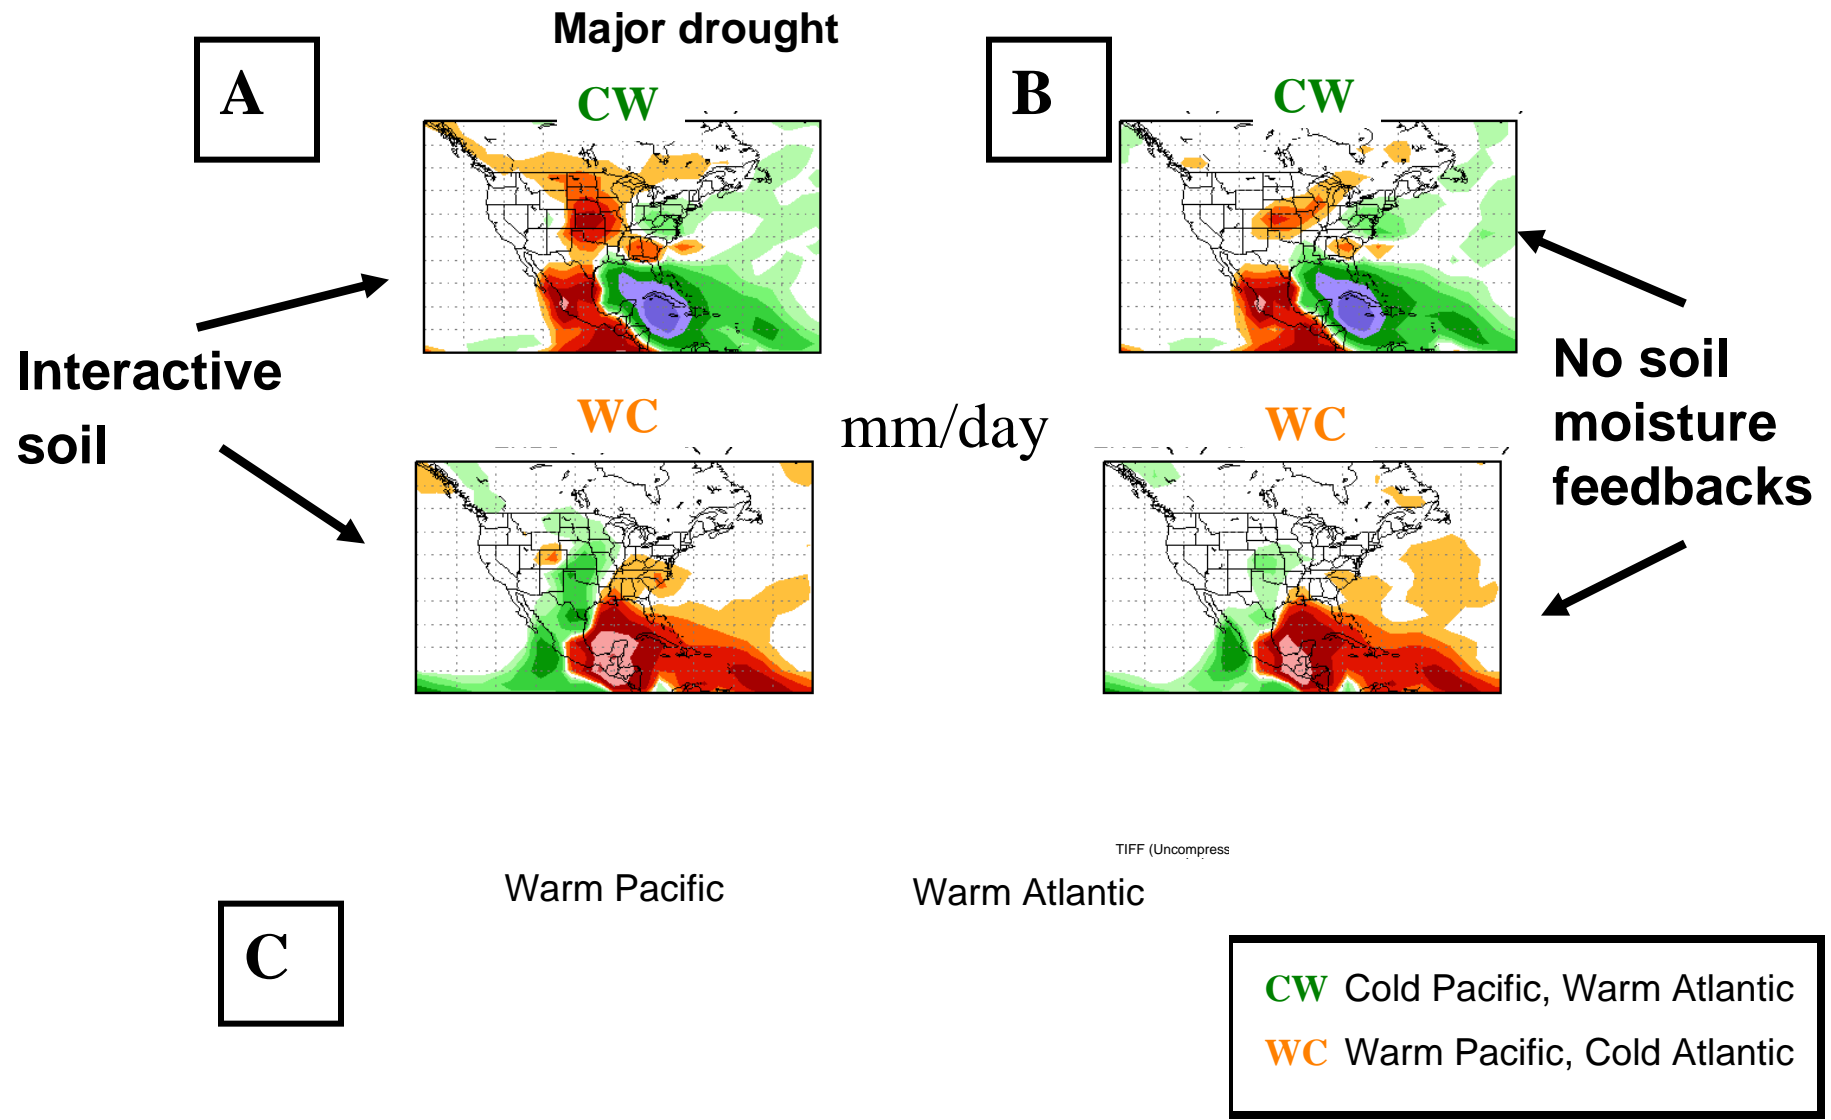 Major drought
A
B
CW
CW
Interactive
soil
No soil
moisture
feedbacks
WC
mm/day
WC
TIFF (Uncompress
Warm Pacific
Warm Atlantic
C
CW Cold Pacific, Warm Atlantic
WC Warm Pacific, Cold Atlantic